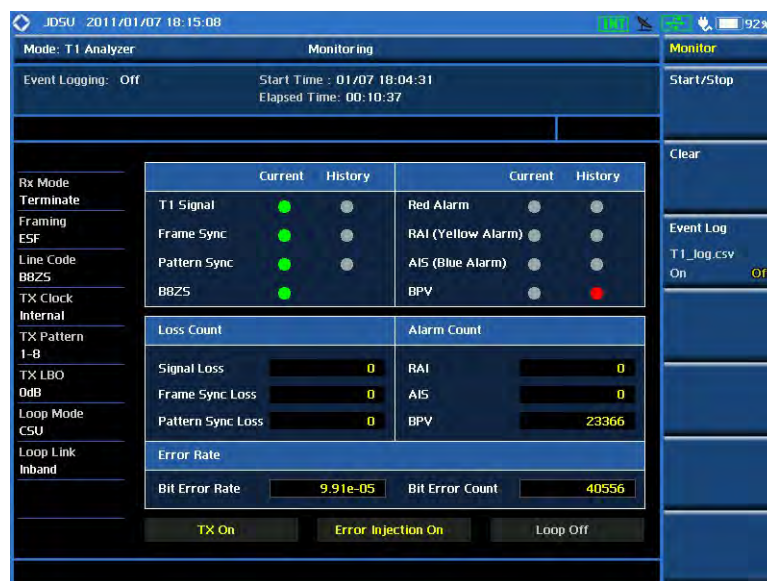 JDSU 2011/01/07 18:15:08 INT 92%
Mode: T1 Analyzer Monitoring Monitor
Event Logging: Off
Start Time : 01/07 18:04:31
Elapsed Time: 00:10:37
Start/Stop
Clear
Event Log
T1_log.csv
On Of
Rx Mode
Terminate
Framing
ESF
Line Code
B8ZS
TX Clock
Internal
TX Pattern
1-8
TX LBO
0dB
Loop Mode
CSU
Loop Link
Inband
Current History Current History
T1 Signal Red Alarm
Frame Sync RAI (Yellow Alarm)
Pattern Sync AIS (Blue Alarm)
B8ZS BPV
Loss Count Alarm Count
Signal Loss 0 RAI 0
Frame Sync Loss 0 AIS 0
Pattern Sync Loss 0 BPV 23366
Error Rate
Bit Error Rate 9.91e-05 Bit Error Count 40556
TX On Error Injection On Loop Off